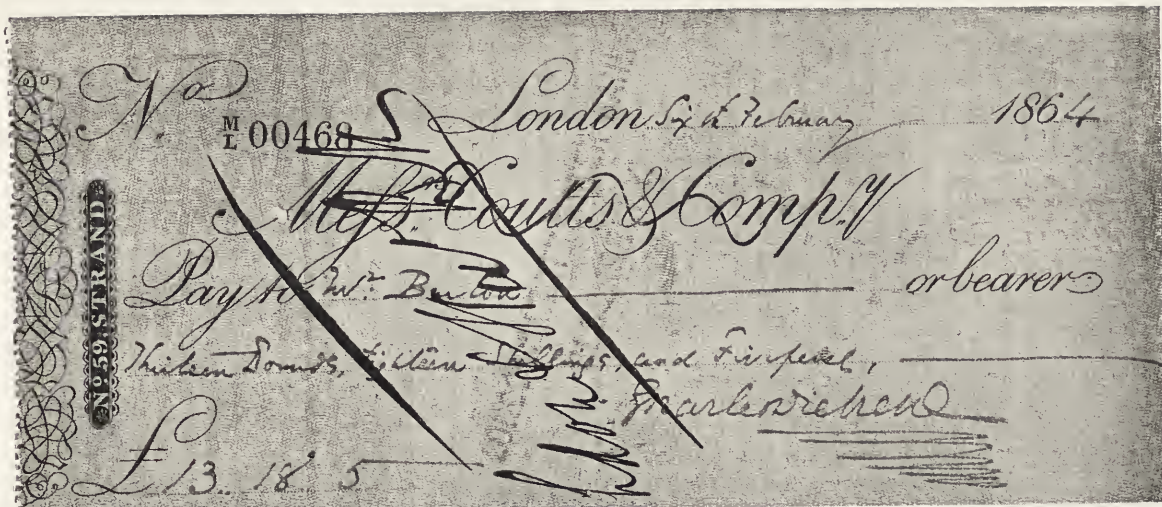 No
M/L 00468 London Sixth February 1864
Messrs. Coutts & Compy.
Pay to Mr. Burton or bearer
Thirteen Pounds, Eighteen Shillings, and Fivepence,
Charles Dickens
£13.. 18 5
No 59, STRAND.